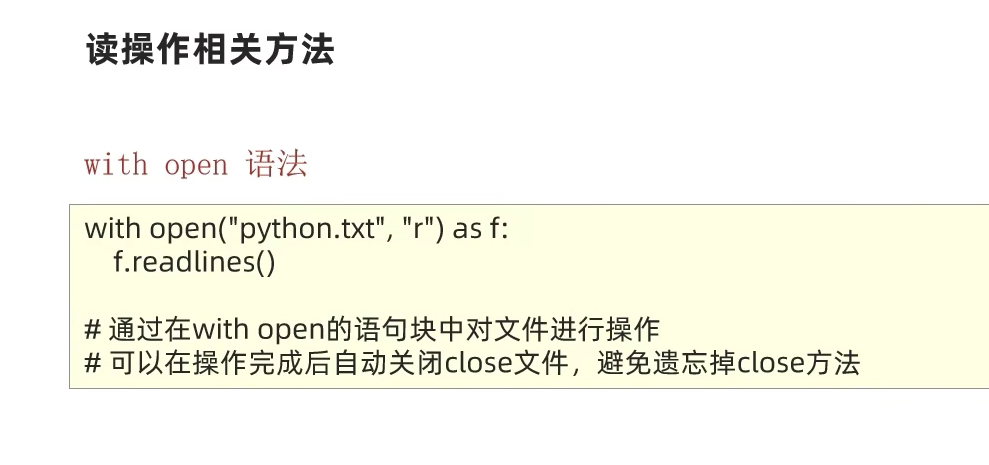 读操作相关方法
with open 语法
with open("python.txt", "r") as f:
    f.readlines()
# 通过在with open的语句块中对文件进行操作
# 可以在操作完成后自动关闭close文件，避免遗忘掉close方法